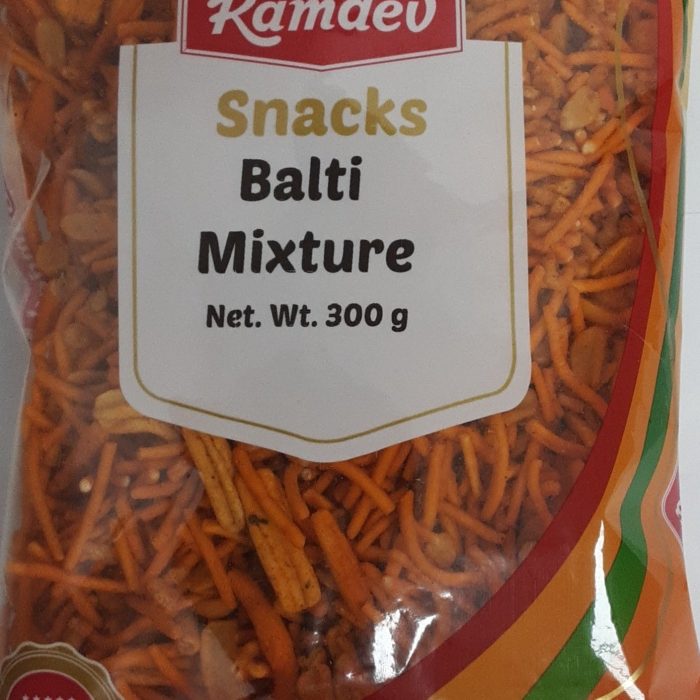 Ramdev
Snacks
Balti
Mixture
Net. Wt. 300 g